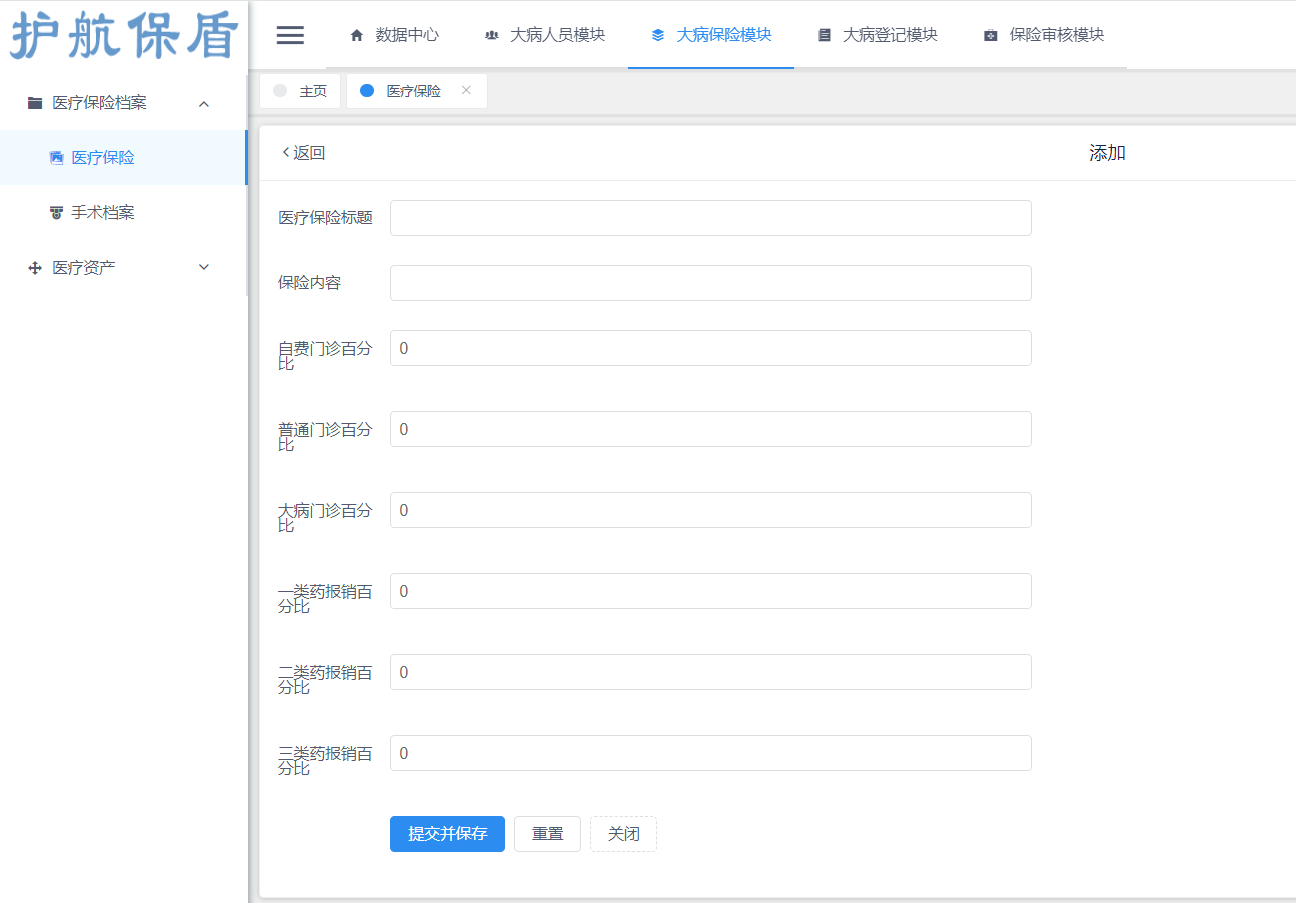 护航保盾
数据中心
大病人员模块
大病保险模块
大病登记模块
保险审核模块
主页
医疗保险
医疗保险档案
医疗保险
手术档案
医疗资产
返回
添加
医疗保险标题
保险内容
自费门诊百分
比
0
普通门诊百分
比
0
大病门诊百分
比
0
一类药报销百
分比
0
二类药报销百
分比
0
三类药报销百
分比
0
提交并保存
重置
关闭